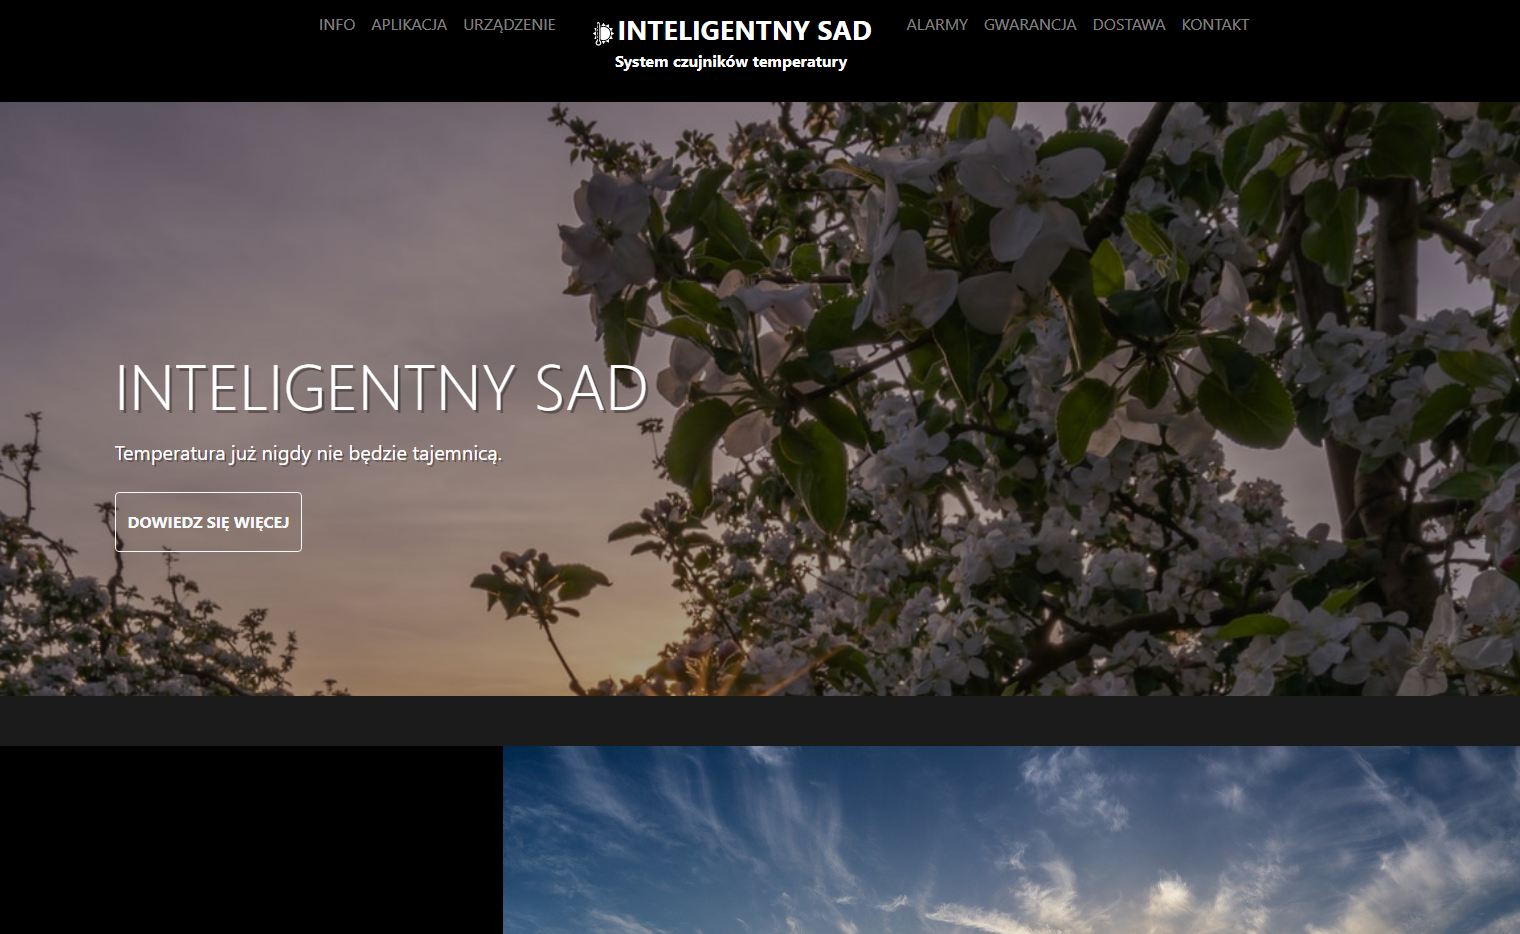 INFO APLIKACJA URZĄDZENIE
INTELIGENTNY SAD
System czujników temperatury
ALARMY GWARANCJA DOSTAWA KONTAKT
INTELIGENTNY SAD
Temperatura już nigdy nie będzie tajemnicą.
DOWIEDZ SIĘ WIĘCEJ